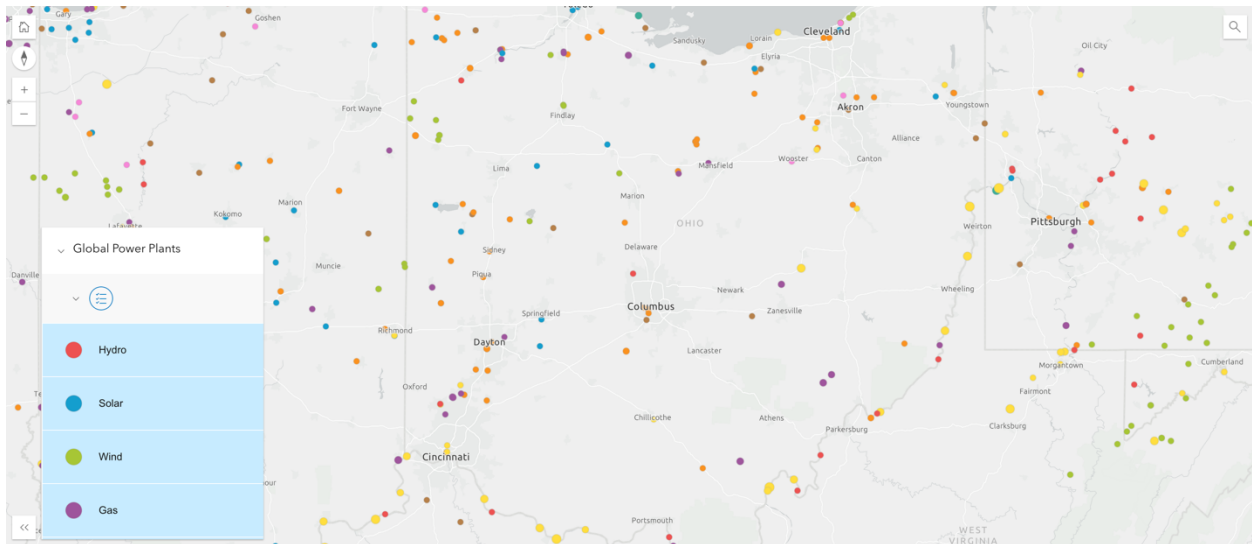 Gary
Goshen
Sandusky
Lorain
Cleveland
Elyria
Oil City
Fort Wayne
Findlay
Akron
Youngstown
Alliance
Mansfield
Wooster
Canton
Lima
Marion
Marion
Kokomo
Lafayette
OHIO
Weirton
Pittsburgh
Delaware
Sidney
Global Power Plants
Muncie
Piqua
Danville
Newark
Wheeling
Columbus
Zanesville
Springfield
Richmond
Dayton
Hydro
Lancaster
Cumberland
Morgantown
Oxford
Fairmont
Solar
Chillicothe
Athens
Parkersburg
Clarksburg
Wind
Cincinnati
Gas
Portsmouth
WEST
VIRGINIA